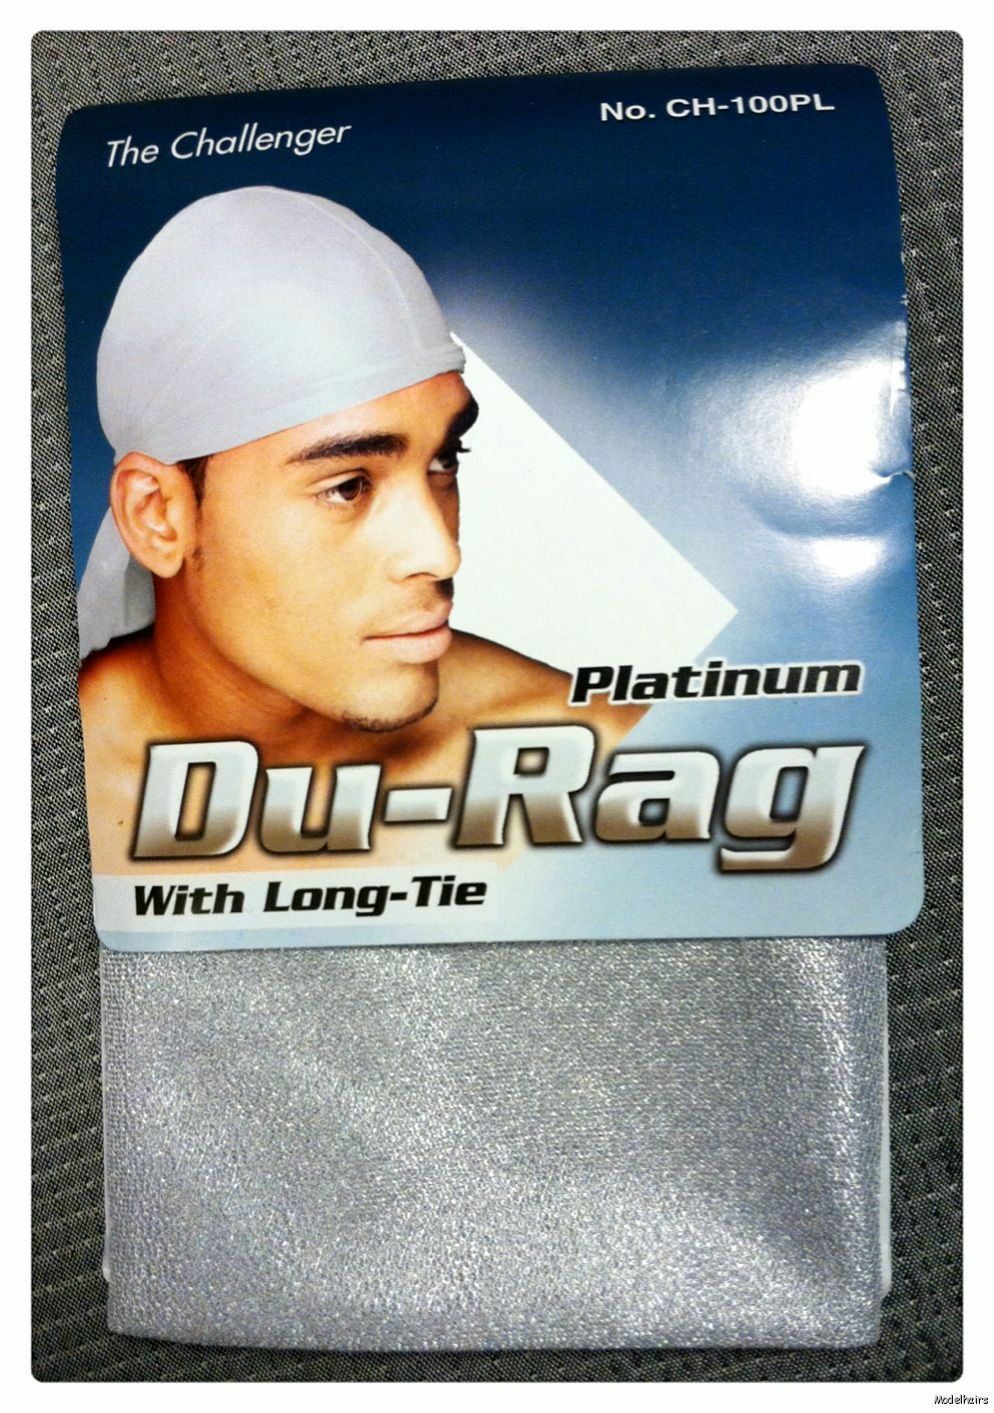 The Challenger
No. CH-100PL
Platinum
Du-Rag
With Long-Tie
Modelhairs